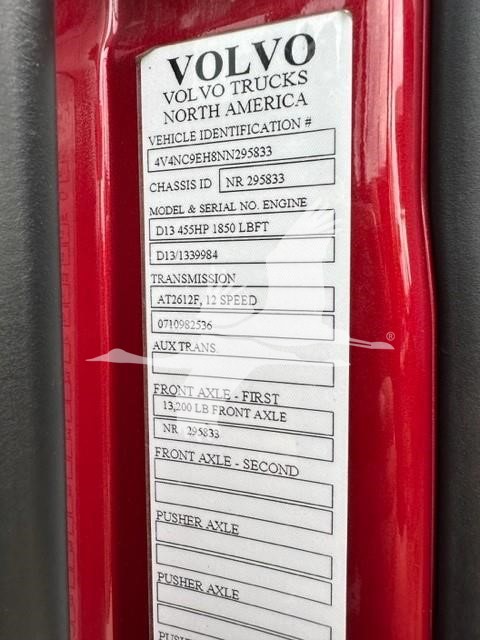 VOLVO
VOLVO TRUCKS
NORTH AMERICA
VEHICLE IDENTIFICATION #
4V4NC9EH8NN295833
CHASSIS ID NR 295833
MODEL & SERIAL NO. ENGINE
D13 455HP 1850 LBFT
D13/1339984
TRANSMISSION
AT2612F, 12 SPEED
0710982536
AUX TRANS
FRONT AXLE - FIRST
13,200 LB FRONT AXLE
NR 295833
FRONT AXLE - SECOND
PUSHER AXLE
PUSHER AXLE
®